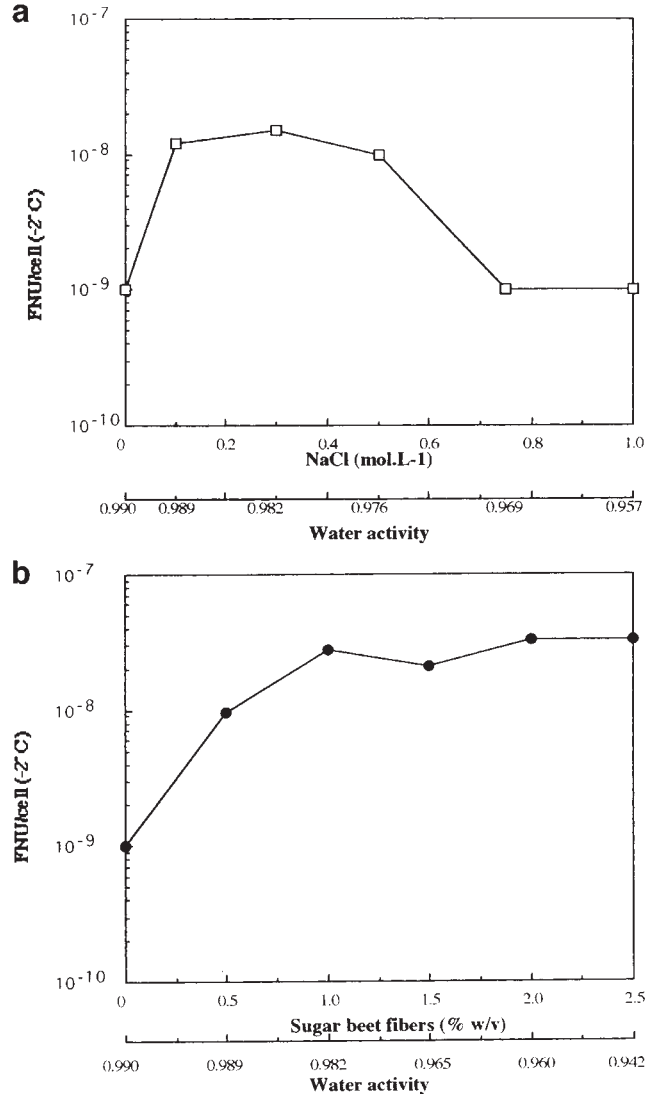 a
10-7
10-8
FNU/cell (-2°C)
10-9
10-10
0 0.2 0.4 0.6 0.8 1.0
NaCl (mol.L-1)
0.990 0.989 0.982 0.976 0.969 0.957
Water activity
b
10-7
10-8
FNU/cell (-2°C)
10-9
10-10
0 0.5 1.0 1.5 2.0 2.5
Sugar beet fibers (% w/v)
0.990 0.989 0.982 0.965 0.960 0.942
Water activity